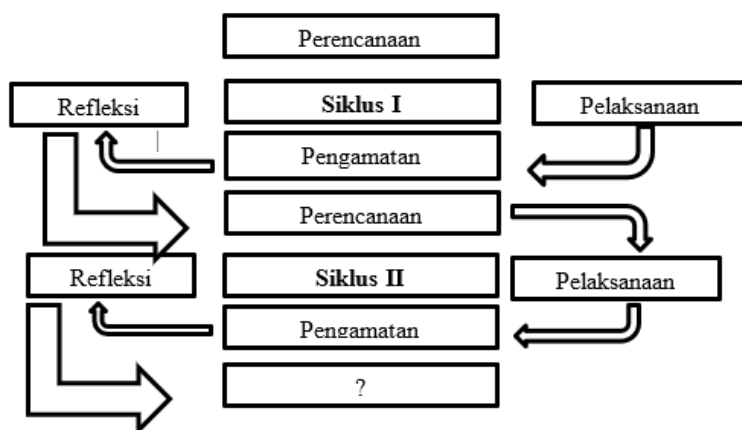 Perencanaan
Refleksi
Siklus I
Pelaksanaan
Pengamatan
Perencanaan
Refleksi
Siklus II
Pelaksanaan
Pengamatan
?